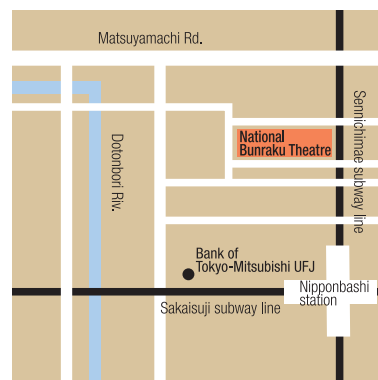 Matsuyamachi Rd.
National
Bunraku Theatre
Sennichimae subway line
Dotonbori Riv.
Bank of
Tokyo-Mitsubishi UFJ
Nipponbashi
station
Sakaisuji subway line